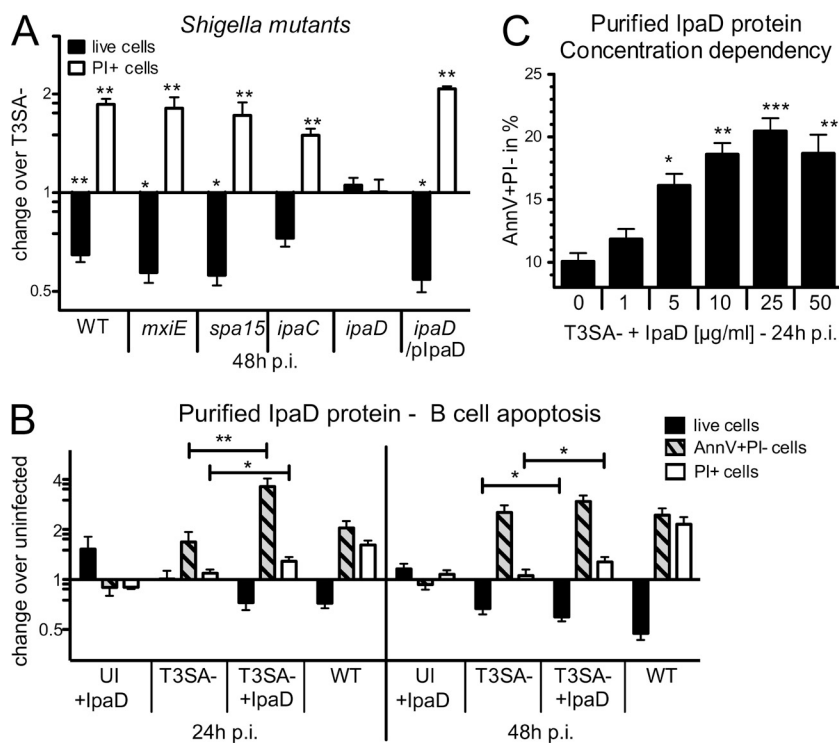 A
Shigella mutants
live cells
PI+ cells
change over T3SA-
2
1
0.5
** ** * ** * ** ** * **
WT mxiE spa15 ipaC ipaD ipaD
/pIpaD
48h p.i.
C
Purified IpaD protein
Concentration dependency
AnnV+PI- in %
25
20
15
10
* ** *** **
0 1 5 10 25 50
T3SA- + IpaD [µg/ml] - 24h p.i.
B
Purified IpaD protein - B cell apoptosis
live cells
AnnV+PI- cells
PI+ cells
change over uninfected
4
2
1
0.5
**
*
*
*
UI
+IpaD
T3SA-
T3SA-
+IpaD
WT
UI
+IpaD
T3SA-
T3SA-
+IpaD
WT
24h p.i.
48h p.i.